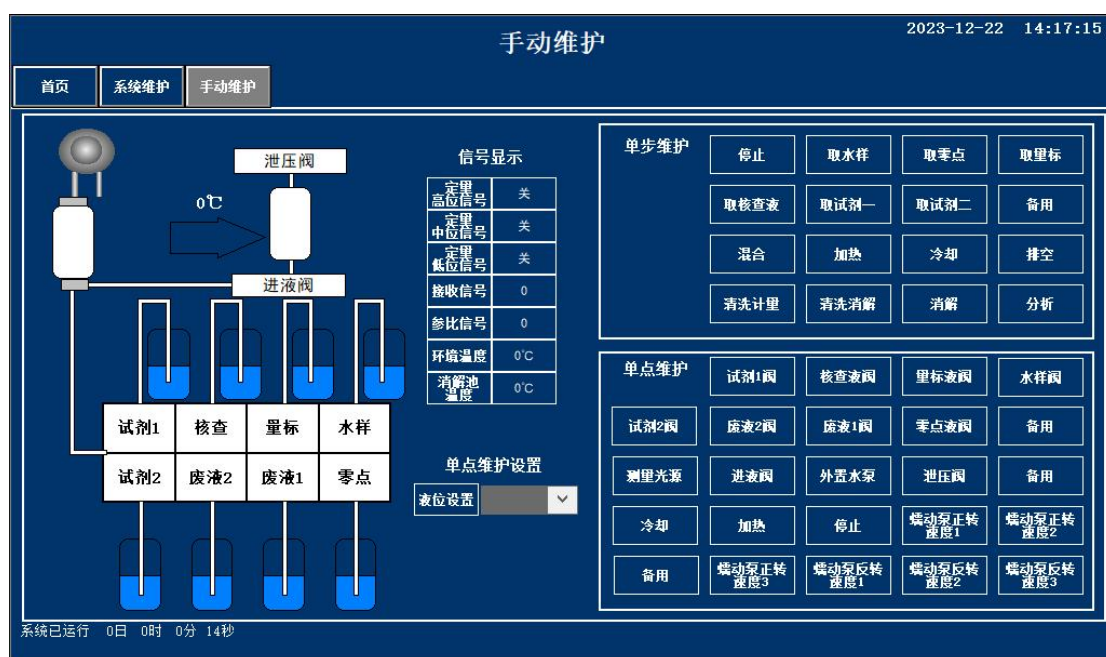 手动维护
2023-12-22 14:17:15
首页 系统维护 手动维护
泄压阀
0℃
进液阀
试剂1 核查 量标 水样
试剂2 废液2 废液1 零点
信号显示
定量
高位信号 关
定量
中位信号 关
定量
低位信号 关
接收信号 0
参比信号 0
环境温度 0℃
消解池
温度 0℃
单点维护设置
液位设置
单步维护 停止 取水样 取零点 取量标
取核查液 取试剂一 取试剂二 备用
混合 加热 冷却 排空
清洗计量 清洗消解 消解 分析
单点维护 试剂1阀 核查液阀 量标液阀 水样阀
试剂2阀 废液2阀 废液1阀 零点液阀 备用
测量光源 进液阀 外置水泵 泄压阀 备用
冷却 加热 停止 蠕动泵正转速度1 蠕动泵正转速度2
备用 蠕动泵正转速度3 蠕动泵反转速度1 蠕动泵反转速度2 蠕动泵反转速度3
系统已运行 0日 0时 0分 14秒